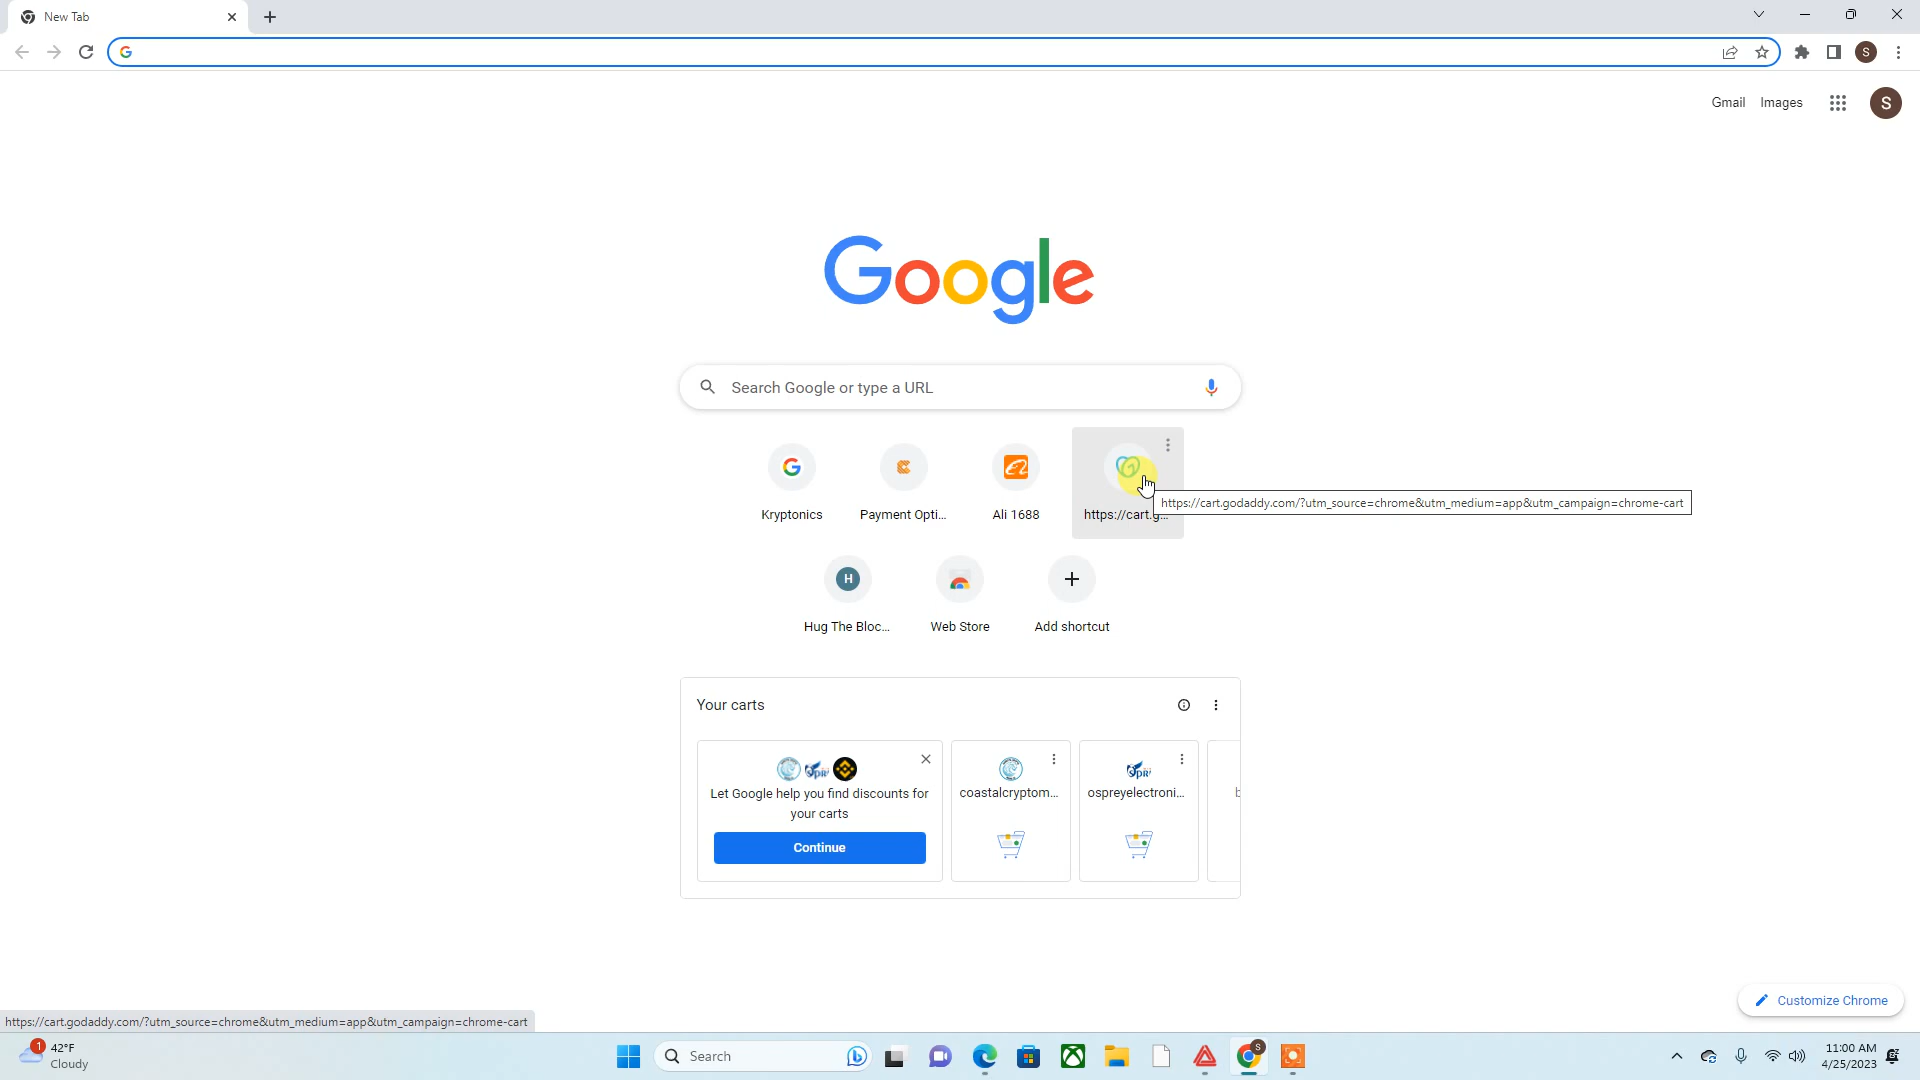 New Tab
Gmail Images
S
S
Google
Search Google or type a URL
Kryptonics
Payment Opti...
Ali 1688
https://cart.g...
https://cart.godaddy.com/?utm_source=chrome&utm_medium=app&utm_campaign=chrome-cart
H
Hug The Bloc...
Web Store
Add shortcut
Your carts
Let Google help you find discounts for
your carts
Continue
coastalcryptom...
ospreyelectroni...
Customize Chrome
https://cart.godaddy.com/?utm_source=chrome&utm_medium=app&utm_campaign=chrome-cart
1
42°F
Cloudy
Search
S
11:00 AM
4/25/2023